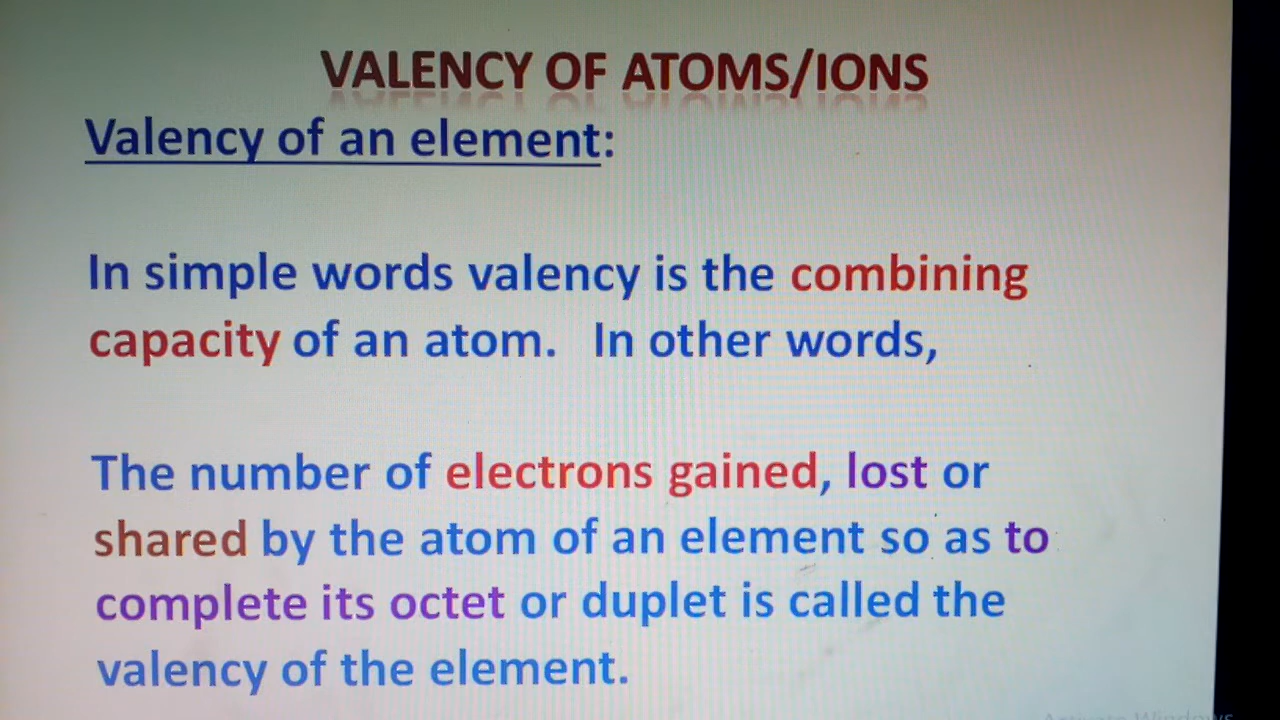 VALENCY OF ATOMS/IONS
Valency of an element:
In simple words valency is the combining
capacity of an atom. In other words,
The number of electrons gained, lost or
shared by the atom of an element so as to
complete its octet or duplet is called the
valency of the element.